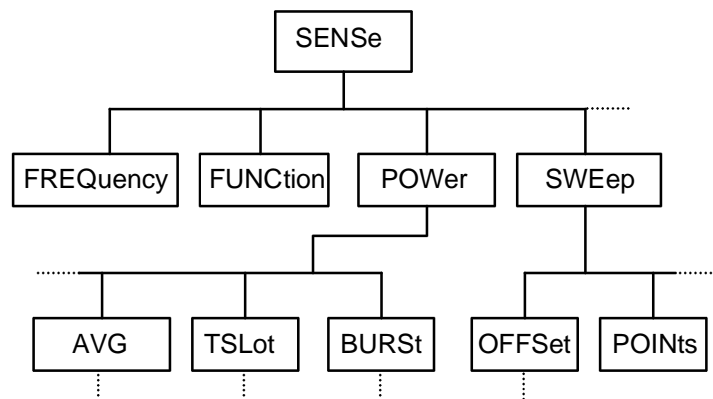 SENSe
FREQuency FUNCtion POWer SWEep
AVG TSLot BURSt OFFSet POINts